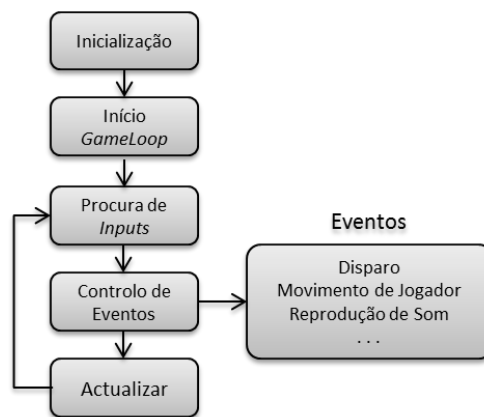 Inicialização
Início
GameLoop
Procura de
Inputs
Controlo de
Eventos
Actualizar
Eventos
Disparo
Movimento de Jogador
Reprodução de Som
. . .